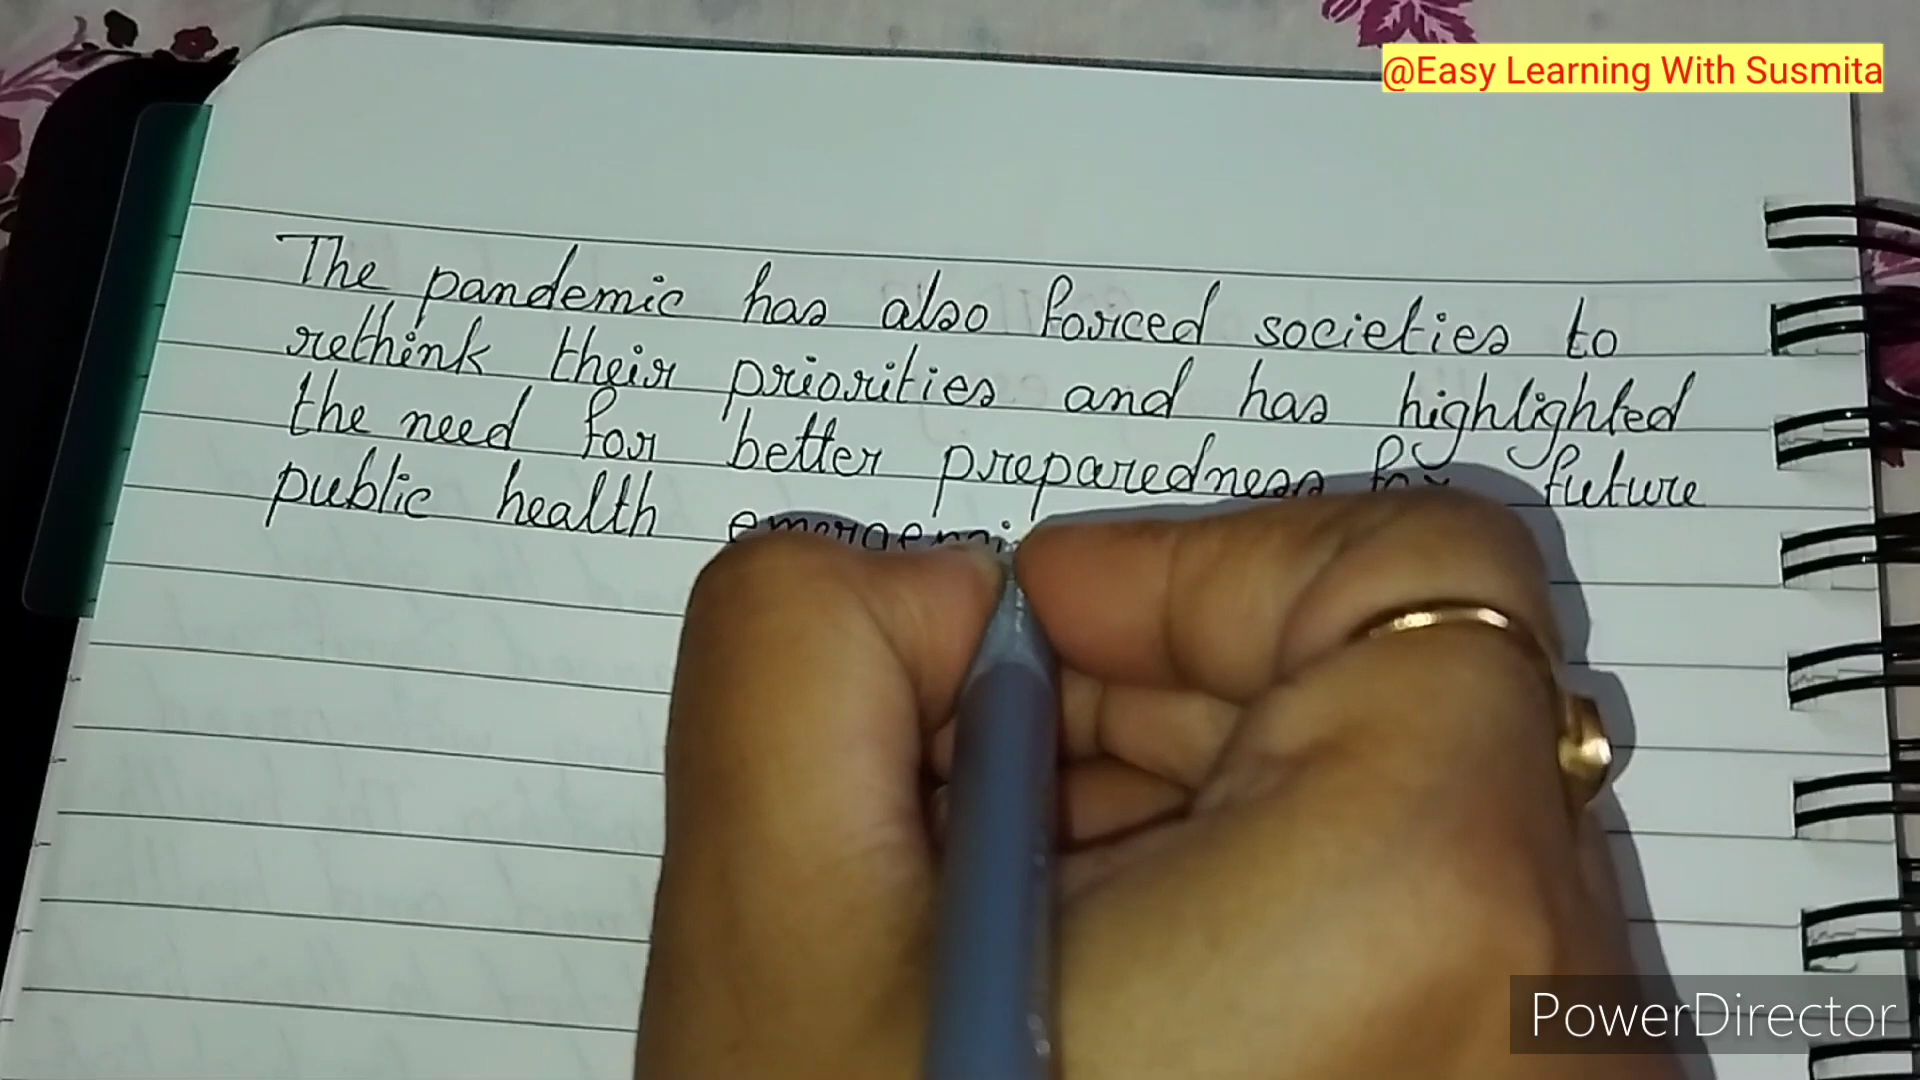 @Easy Learning With Susmita
The pandemic has also forced societies to
rethink their priorities and has highlighted
the need for better preparedness for future
public health
PowerDirector